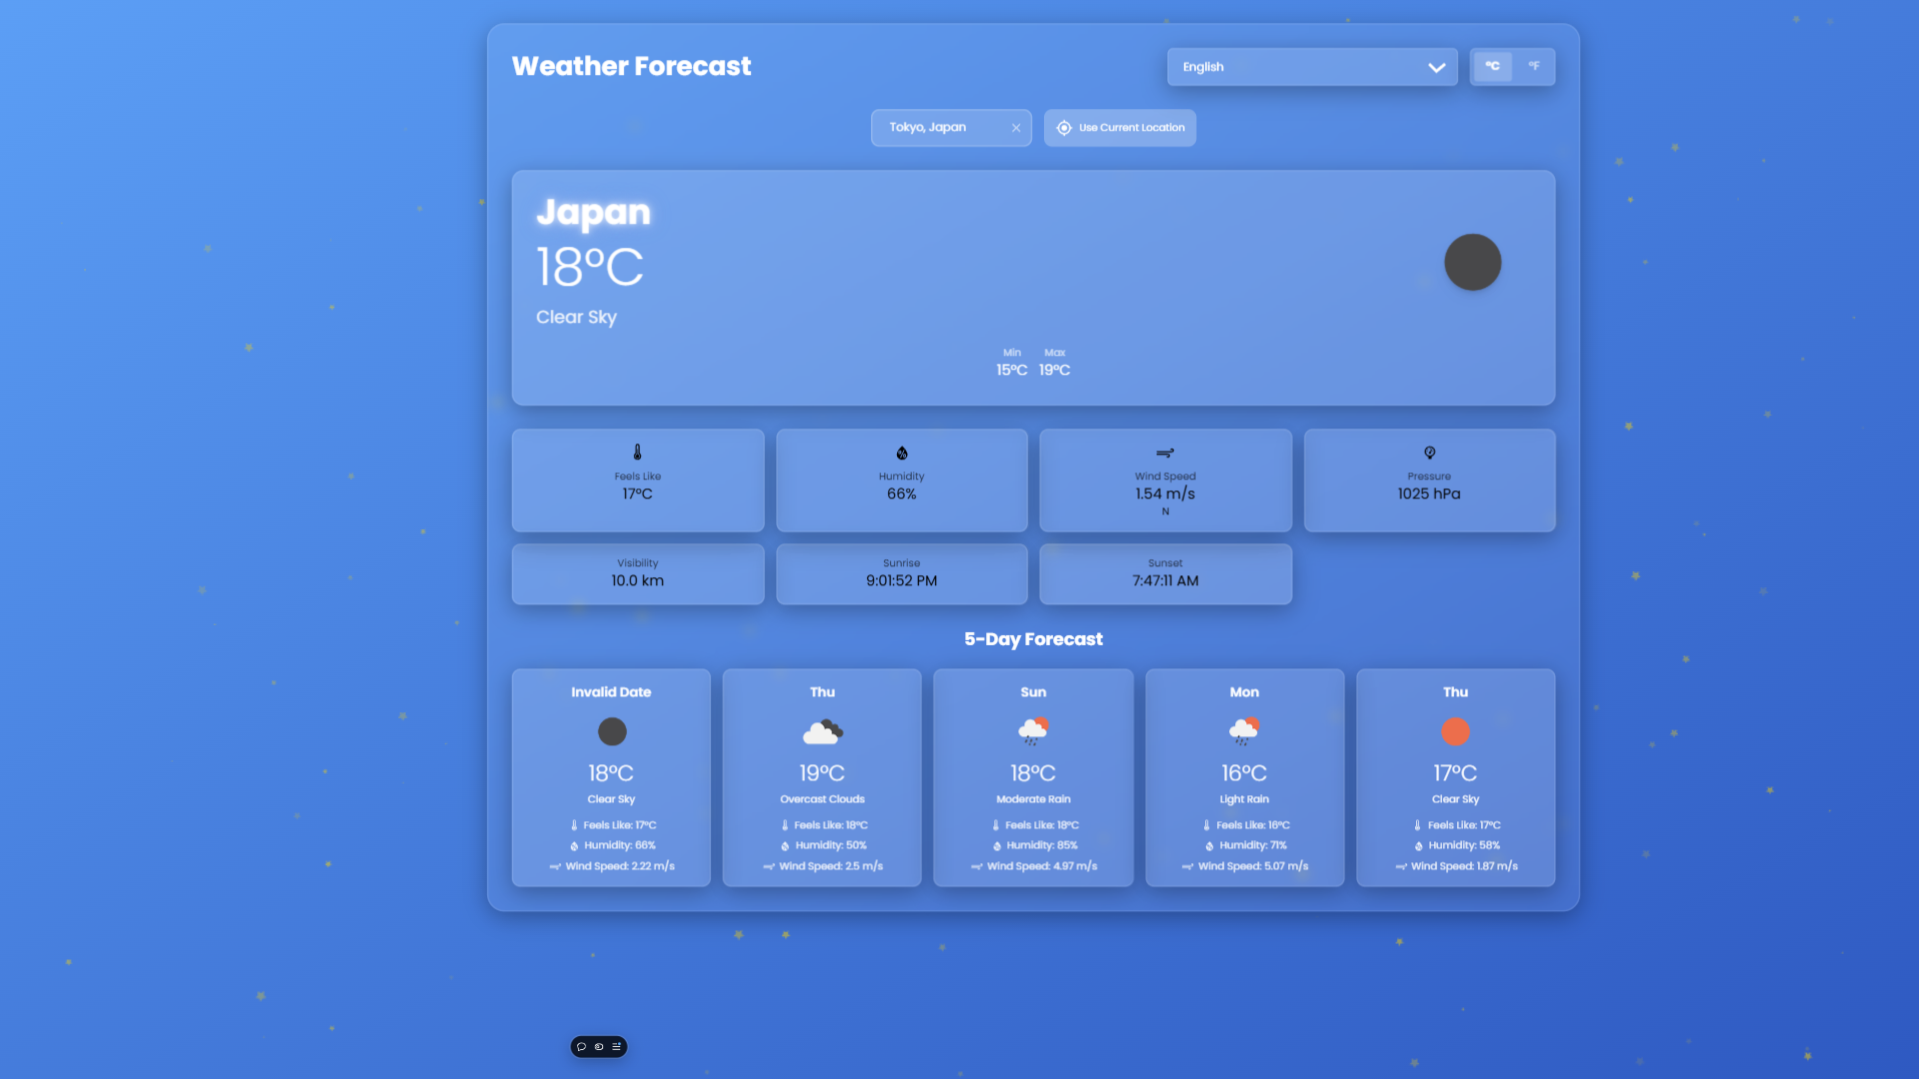 Weather Forecast
English
°C
°F
Tokyo, Japan
Use Current Location
Japan
18°C
Clear Sky
Min
Max
15°C
19°C
Feels Like
17°C
Humidity
66%
Wind Speed
1.54 m/s
N
Pressure
1025 hPa
Visibility
10.0 km
Sunrise
9:01:52 PM
Sunset
7:47:11 AM
5-Day Forecast
Invalid Date
18°C
Clear Sky
Feels Like: 17°C
Humidity: 66%
Wind Speed: 2.22 m/s
Thu
19°C
Overcast Clouds
Feels Like: 18°C
Humidity: 50%
Wind Speed: 2.5 m/s
Sun
18°C
Moderate Rain
Feels Like: 18°C
Humidity: 85%
Wind Speed: 4.97 m/s
Mon
16°C
Light Rain
Feels Like: 16°C
Humidity: 71%
Wind Speed: 5.07 m/s
Thu
17°C
Clear Sky
Feels Like: 17°C
Humidity: 58%
Wind Speed: 1.87 m/s